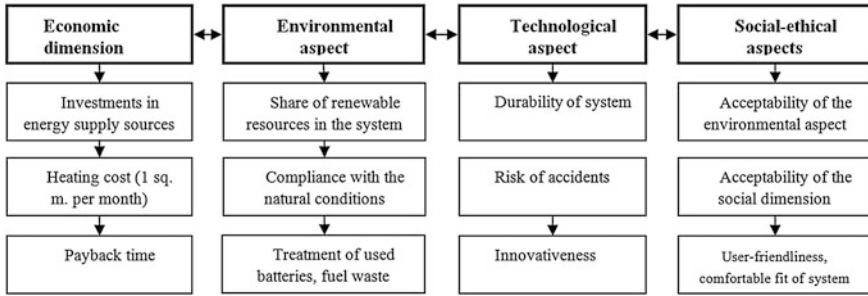 Economic
dimension
Environmental
aspect
Technological
aspect
Social-ethical
aspects
Investments in
energy supply sources
Share of renewable
resources in the system
Durability of system
Acceptability of the
environmental aspect
Heating cost (1 sq.
m. per month)
Compliance with the
natural conditions
Risk of accidents
Acceptability of
the social dimension
Payback time
Treatment of used
batteries, fuel waste
Innovativeness
User-friendliness,
comfortable fit of system